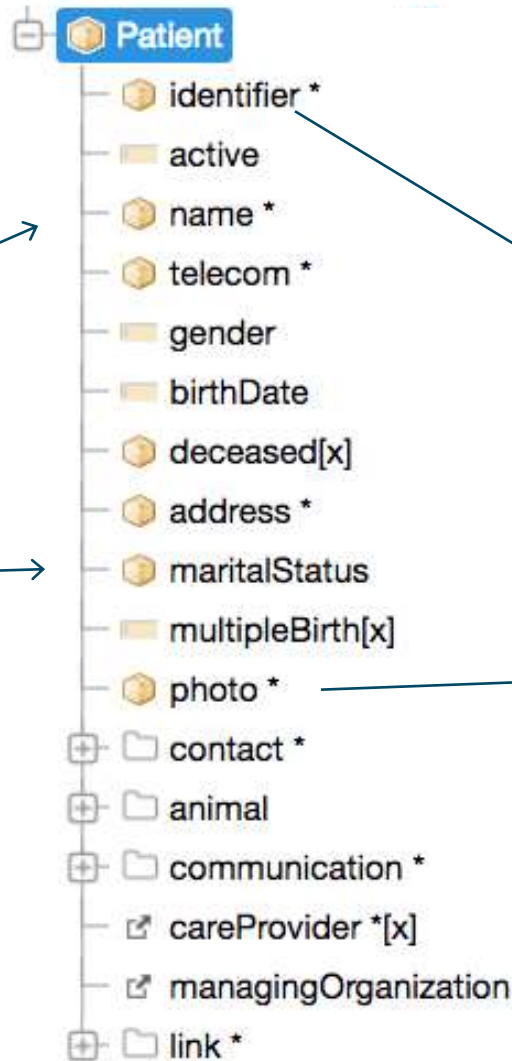 Patient
identifier *
active
name *
telecom *
gender
birthDate
deceased[x]
address *
maritalStatus
multipleBirth[x]
photo *
contact *
animal
communication *
careProvider *[x]
managingOrganization
link *